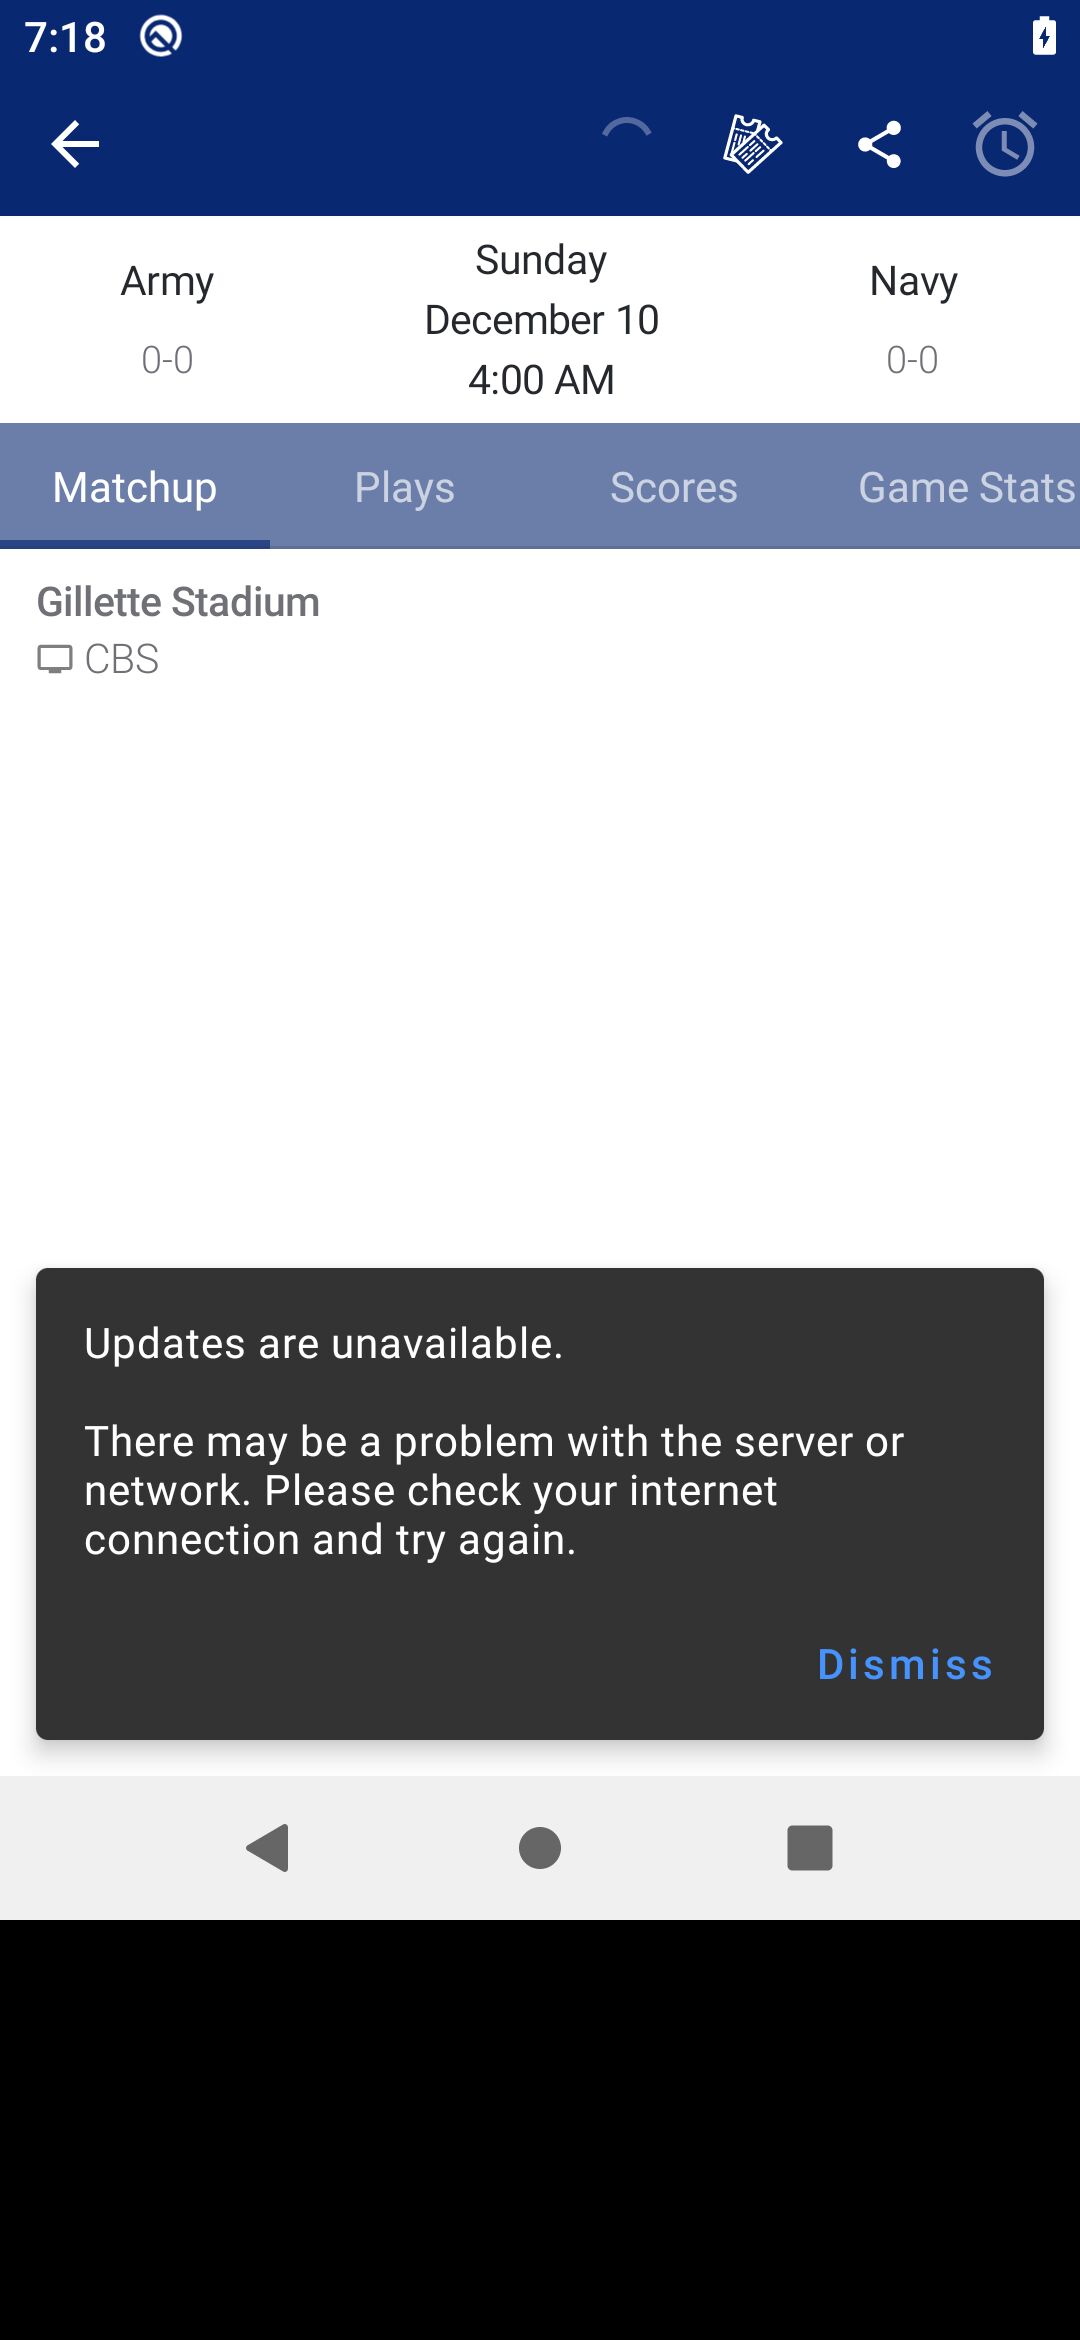 7:18
Army
0-0
Sunday
December 10
4:00 AM
Navy
0-0
Matchup
Plays
Scores
Game Stats
Gillette Stadium
CBS
Updates are unavailable.
There may be a problem with the server or
network. Please check your internet
connection and try again.
Dismiss